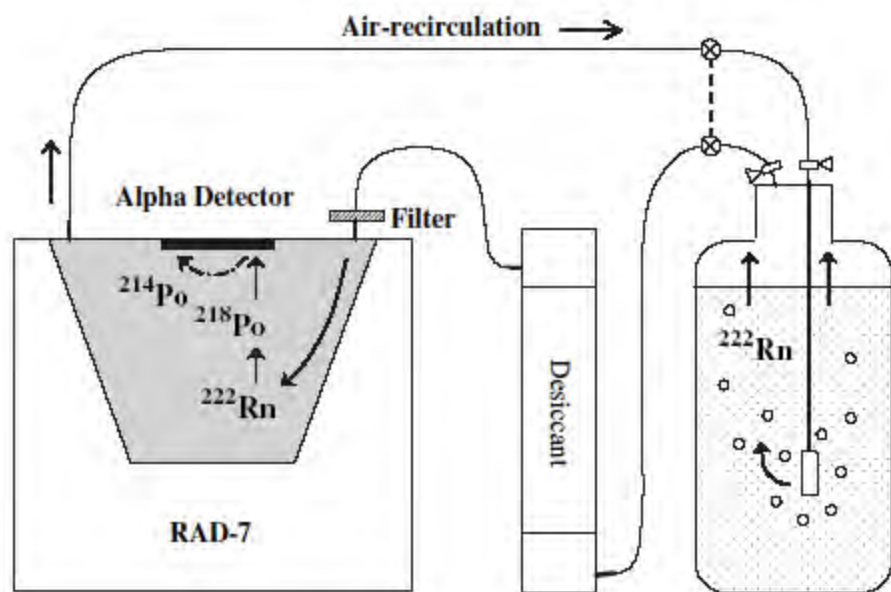 Air-recirculation
Alpha Detector
Filter
²¹⁴Po
²¹⁸Po
²²²Rn
RAD-7
Desiccant
²²²Rn